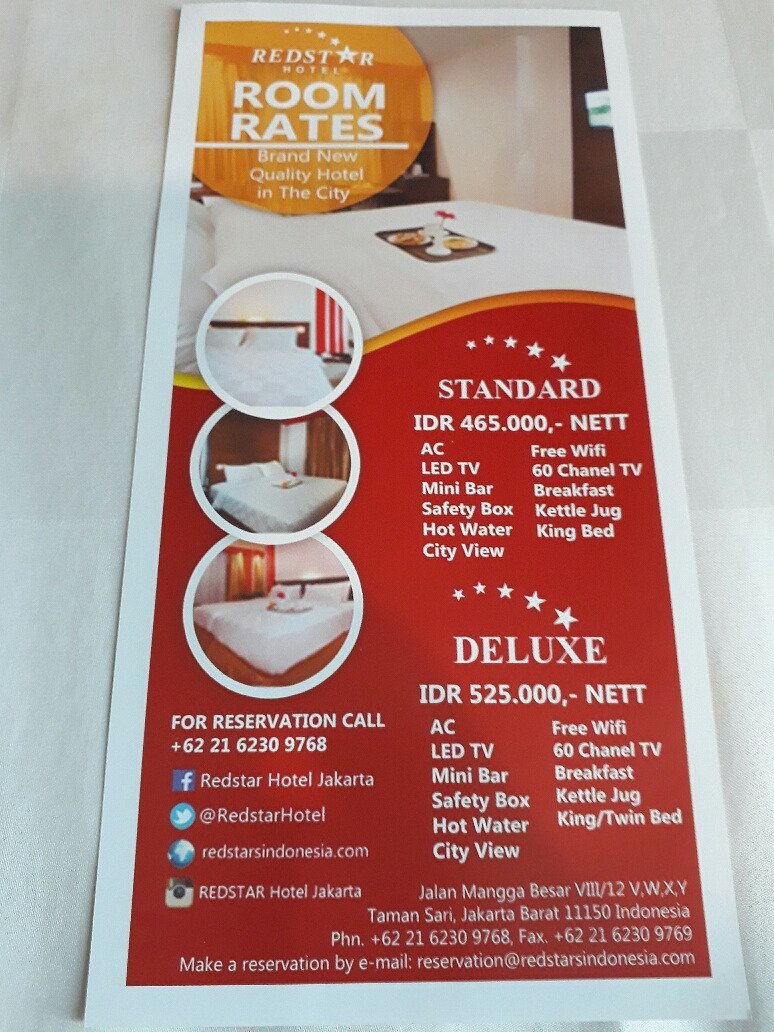 REDSTAR
HOTEL
ROOM
RATES
Brand New
Quality Hotel
in The City
STANDARD
IDR 465.000,- NETT
AC
LED TV
Mini Bar
Safety Box
Hot Water
City View
Free Wifi
60 Chanel TV
Breakfast
Kettle Jug
King Bed
DELUXE
IDR 525.000,- NETT
AC
LED TV
Mini Bar
Safety Box
Hot Water
City View
Free Wifi
60 Chanel TV
Breakfast
Kettle Jug
King/Twin Bed
FOR RESERVATION CALL
+62 21 6230 9768
Redstar Hotel Jakarta
@RedstarHotel
redstarsindonesia.com
REDSTAR Hotel Jakarta
Jalan Mangga Besar VIII/12 V,W,X,Y
Taman Sari, Jakarta Barat 11150 Indonesia
Phn. +62 21 6230 9768, Fax. +62 21 6230 9769
Make a reservation by e-mail: reservation@redstarsindonesia.com